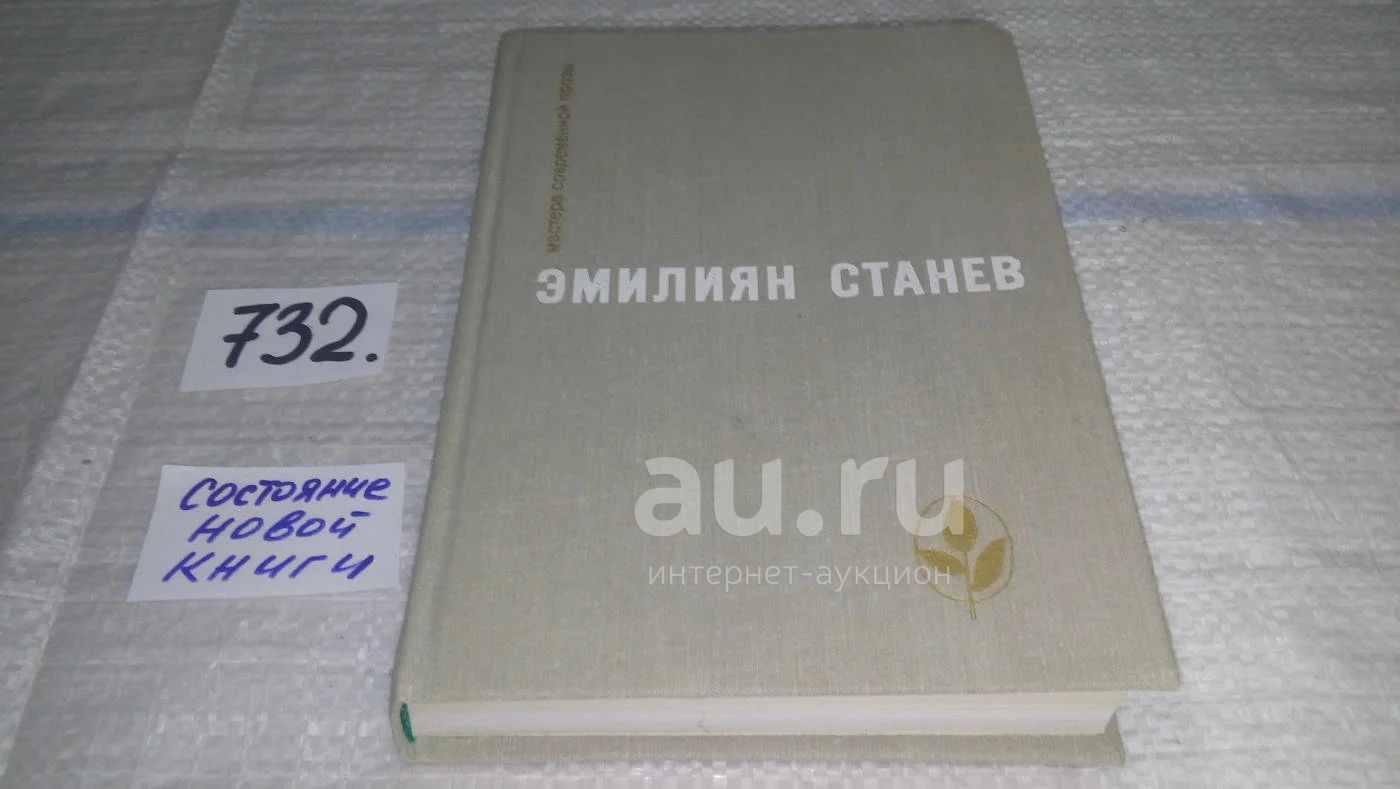 мастера современной прозы
ЭМИЛИЯН СТАНЕВ
732.
СОСТОЯНИЕ
НОВОЙ
КНИГИ
au.ru
интернет-аукцион